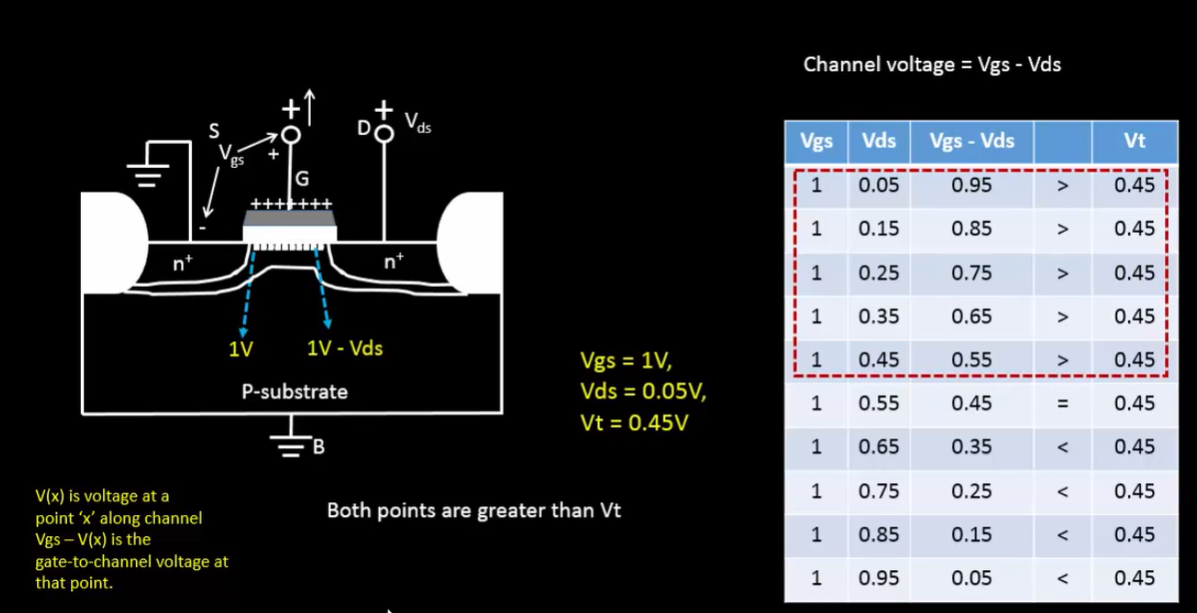 Channel voltage = Vgs - Vds
S
Vgs
+
+
G
D
+
Vds
+++++++
-
n⁺
n⁺
1V
1V - Vds
P-substrate
B
Vgs = 1V,
Vds = 0.05V,
Vt = 0.45V
V(x) is voltage at a
point ‘x’ along channel
Vgs – V(x) is the
gate-to-channel voltage at
that point.
Both points are greater than Vt
Vgs Vds Vgs - Vds Vt
1 0.05 0.95 > 0.45
1 0.15 0.85 > 0.45
1 0.25 0.75 > 0.45
1 0.35 0.65 > 0.45
1 0.45 0.55 > 0.45
1 0.55 0.45 = 0.45
1 0.65 0.35 < 0.45
1 0.75 0.25 < 0.45
1 0.85 0.15 < 0.45
1 0.95 0.05 < 0.45